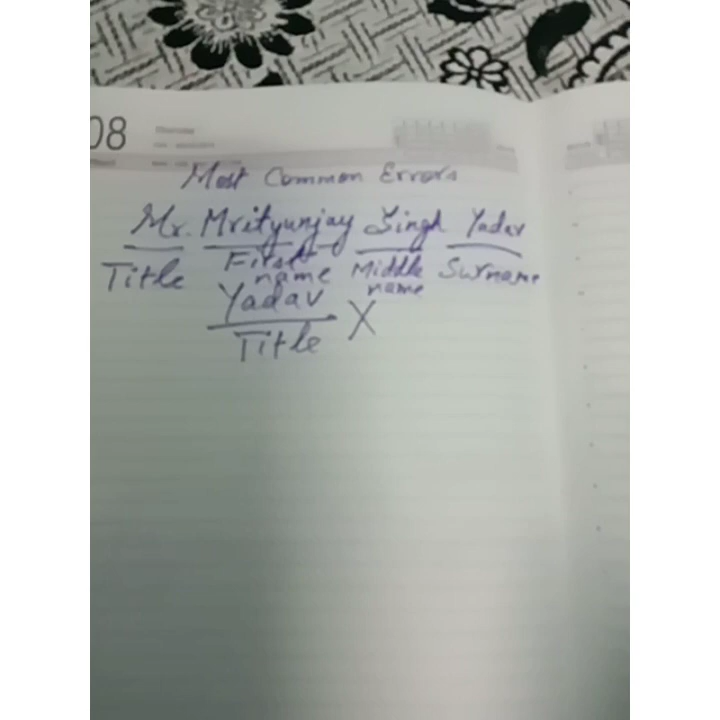 08
Most Common Errors
Mr. Mrityunjay Singh Yadav
Title First name Middle name Surname
Yadav X
Title